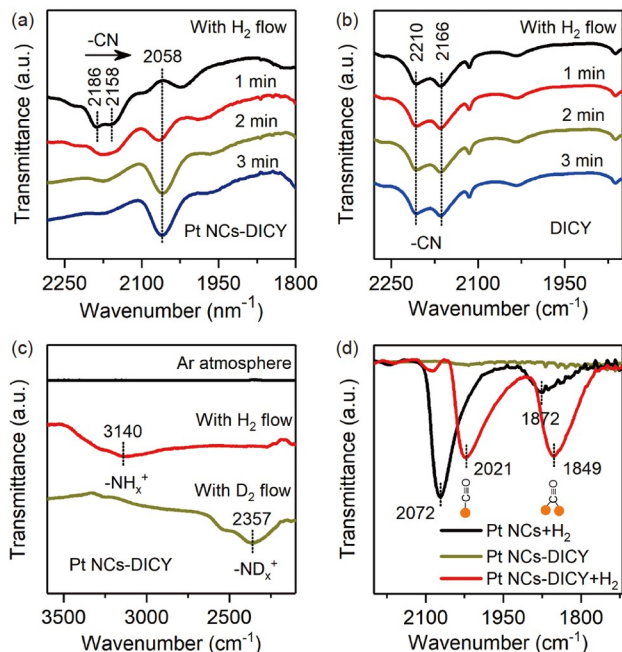 (a)
-CN
With H2 flow
2186
2158
2058
1 min
2 min
3 min
Pt NCs-DICY
Transmittance (a.u.)
2250 2100 1950 1800
Wavenumber (nm⁻¹)
(b)
With H2 flow
2210
2166
1 min
2 min
3 min
-CN
DICY
Transmittance (a.u.)
2250 2100 1950
Wavenumber (cm⁻¹)
(c)
Ar atmosphere
With H2 flow
3140
-NHx⁺
With D2 flow
2357
-NDx⁺
Pt NCs-DICY
Transmittance (a.u.)
3600 3000 2400
Wavenumber (cm⁻¹)
(d)
1872
2021
1849
2072
C≡O
C=O
Pt NCs+H2
Pt NCs-DICY
Pt NCs-DICY+H2
Transmittance (a.u.)
2100 1950 1800
Wavenumber (cm⁻¹)